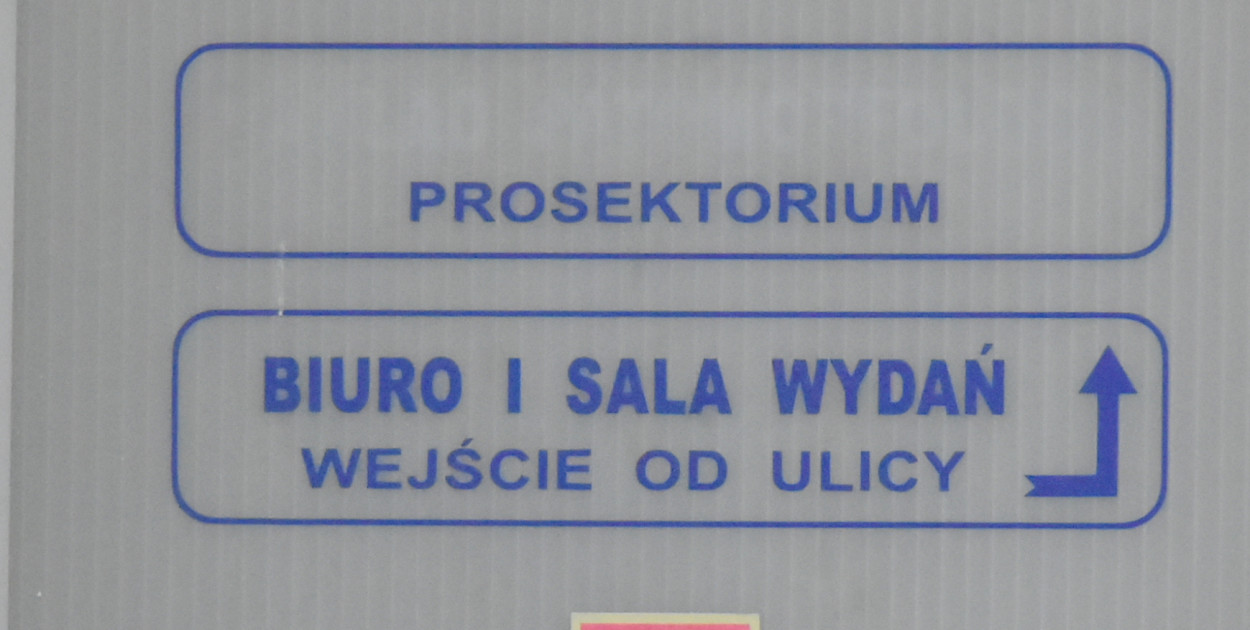 PROSEKTORIUM
BIURO I SALA WYDAŃ
WEJŚCIE OD ULICY